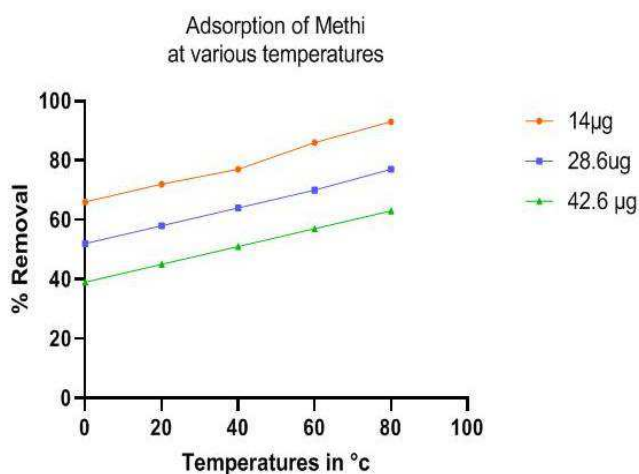 Adsorption of Methi
at various temperatures
100
80
60
40
20
0
% Removal
0 20 40 60 80 100
Temperatures in °c
14µg
28.6ug
42.6 µg